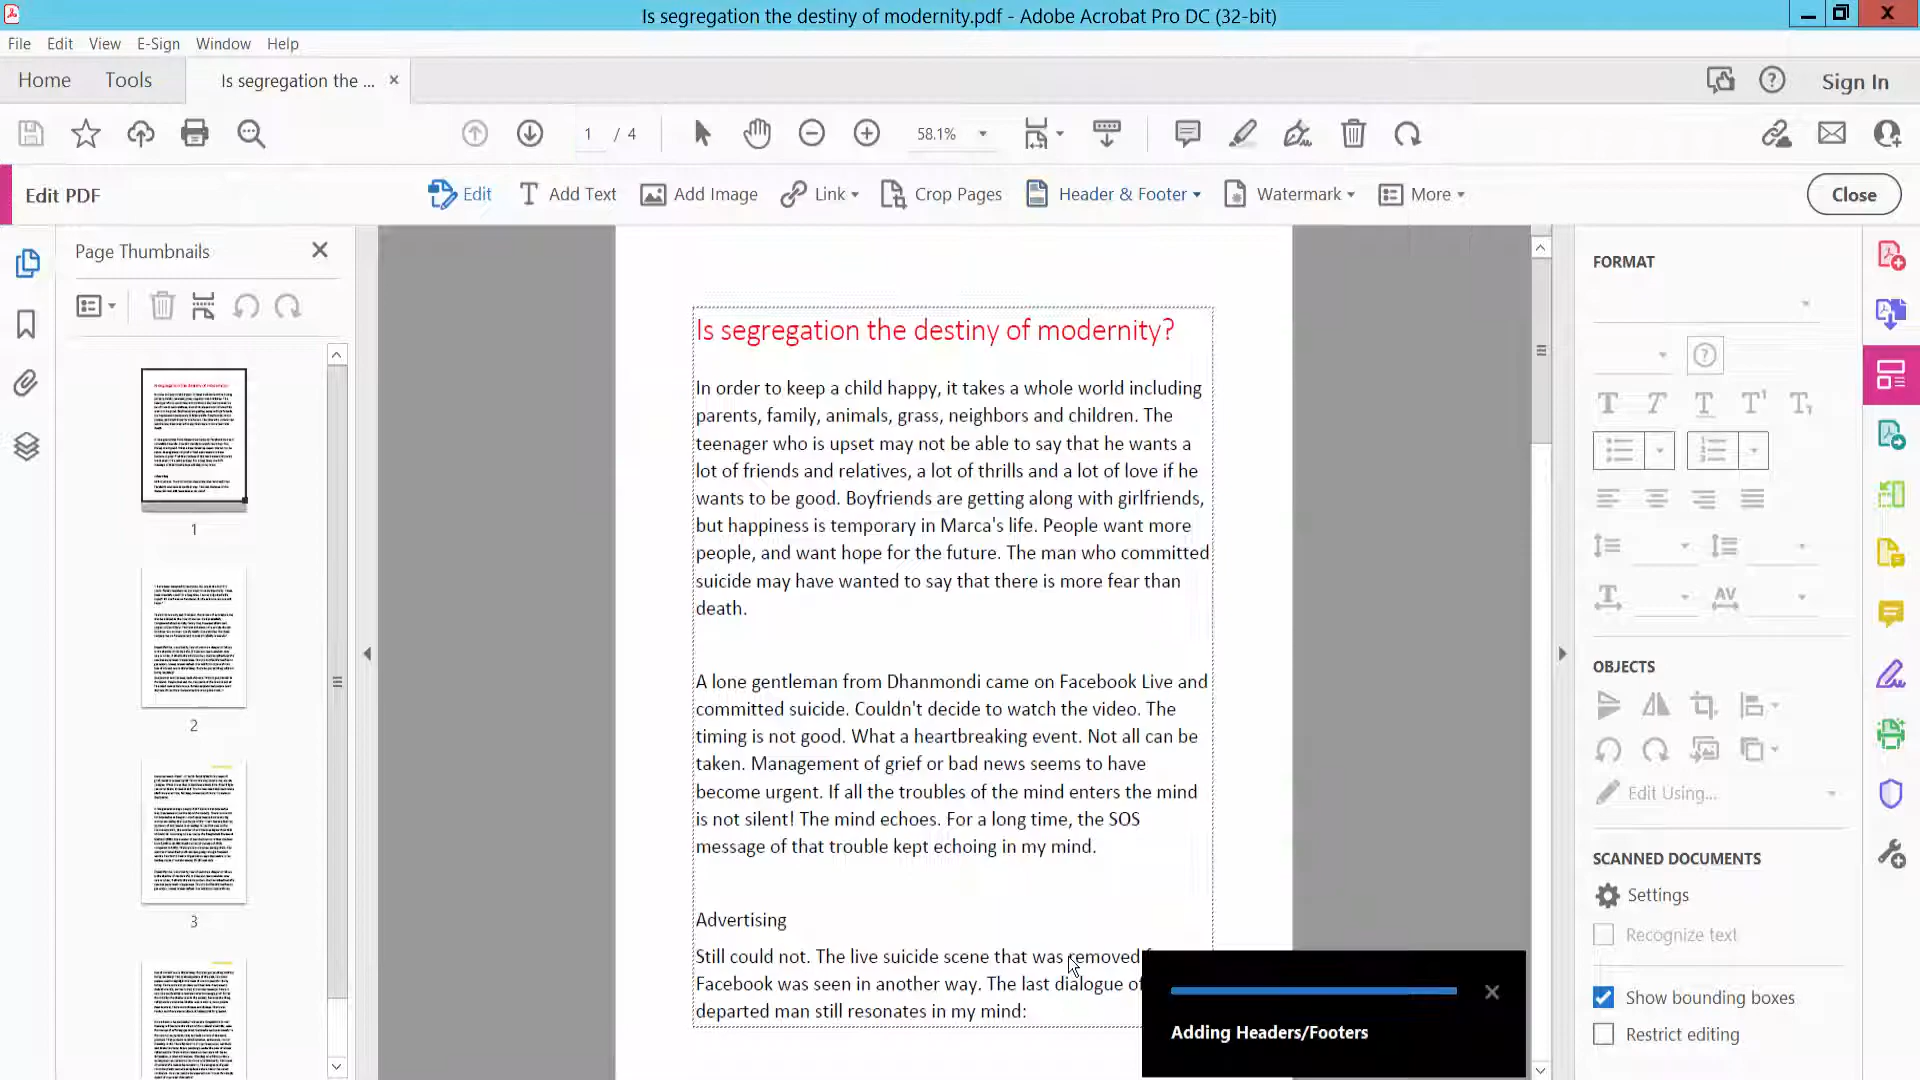 Is segregation the destiny of modernity.pdf - Adobe Acrobat Pro DC (32-bit)
File Edit View E-Sign Window Help
Home Tools Is segregation the ... × Sign In
1 / 4 58.1%
Edit PDF Edit Add Text Add Image Link Crop Pages Header & Footer Watermark More Close
Page Thumbnails
1
2
3
Is segregation the destiny of modernity?
In order to keep a child happy, it takes a whole world including
parents, family, animals, grass, neighbors and children. The
teenager who is upset may not be able to say that he wants a
lot of friends and relatives, a lot of thrills and a lot of love if he
wants to be good. Boyfriends are getting along with girlfriends,
but happiness is temporary in Marca's life. People want more
people, and want hope for the future. The man who committed
suicide may have wanted to say that there is more fear than
death.
A lone gentleman from Dhanmondi came on Facebook Live and
committed suicide. Couldn't decide to watch the video. The
timing is not good. What a heartbreaking event. Not all can be
taken. Management of grief or bad news seems to have
become urgent. If all the troubles of the mind enters the mind
is not silent! The mind echoes. For a long time, the SOS
message of that trouble kept echoing in my mind.
Advertising
Still could not. The live suicide scene that was removed
Facebook was seen in another way. The last dialogue of
departed man still resonates in my mind:
Adding Headers/Footers
FORMAT
OBJECTS
Edit Using...
SCANNED DOCUMENTS
Settings
Recognize text
Show bounding boxes
Restrict editing